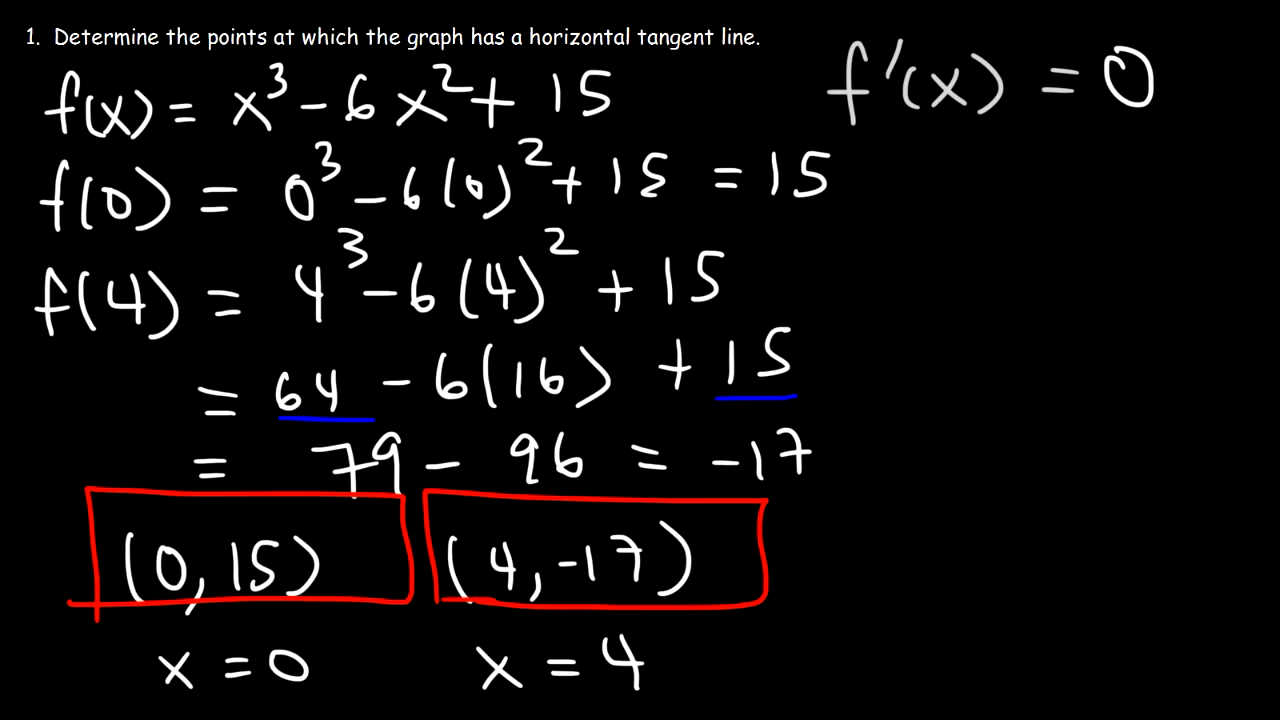 1. Determine the points at which the graph has a horizontal tangent line.
f'(x) = 0
f(x) = x³ - 6x² + 15
f(0) = 0³ - 6(0)² + 15 = 15
f(4) = 4³ - 6(4)² + 15
= 64 - 6(16) + 15
= 79 - 96 = -17
(0, 15) (4, -17)
x = 0 x = 4